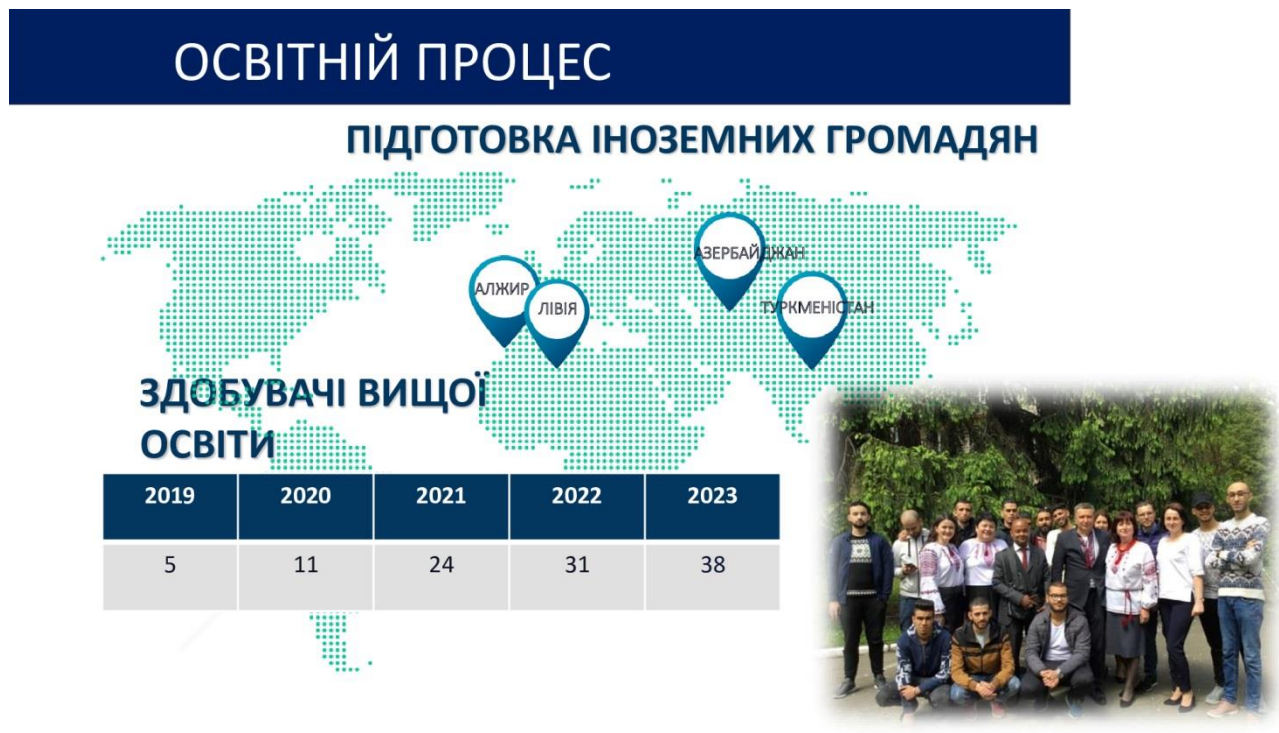 ОСВІТНІЙ ПРОЦЕС
ПІДГОТОВКА ІНОЗЕМНИХ ГРОМАДЯН
АЗЕРБАЙДЖАН
АЛЖИР
ЛІВІЯ
ТУРКМЕНІСТАН
ЗДОБУВАЧІ ВИЩОЇ
ОСВІТИ
2019 2020 2021 2022 2023
5 11 24 31 38